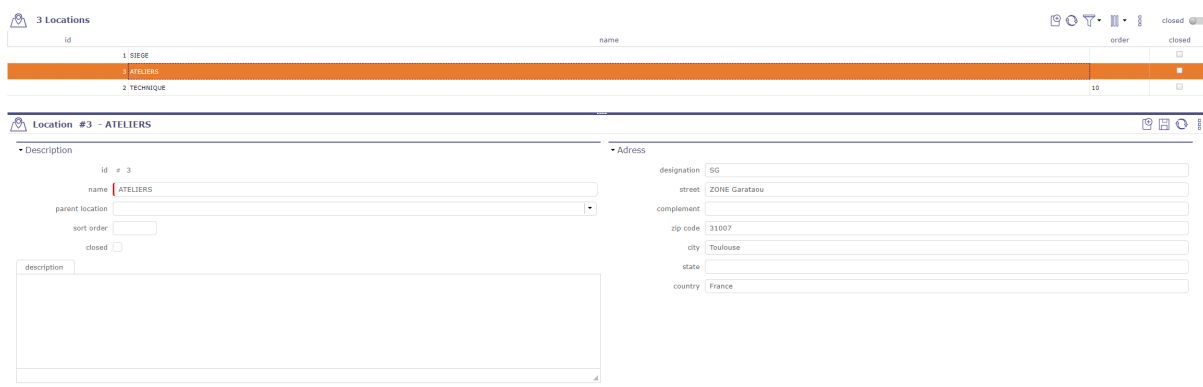 3 Locations
closed
id name order closed
1 SIEGE
3 ATELIERS
2 TECHNIQUE 10
Location #3 - ATELIERS
Description
id # 3
name ATELIERS
parent location
sort order
closed
description
Adress
designation SG
street ZONE Garataou
complement
zip code 31007
city Toulouse
state
country France